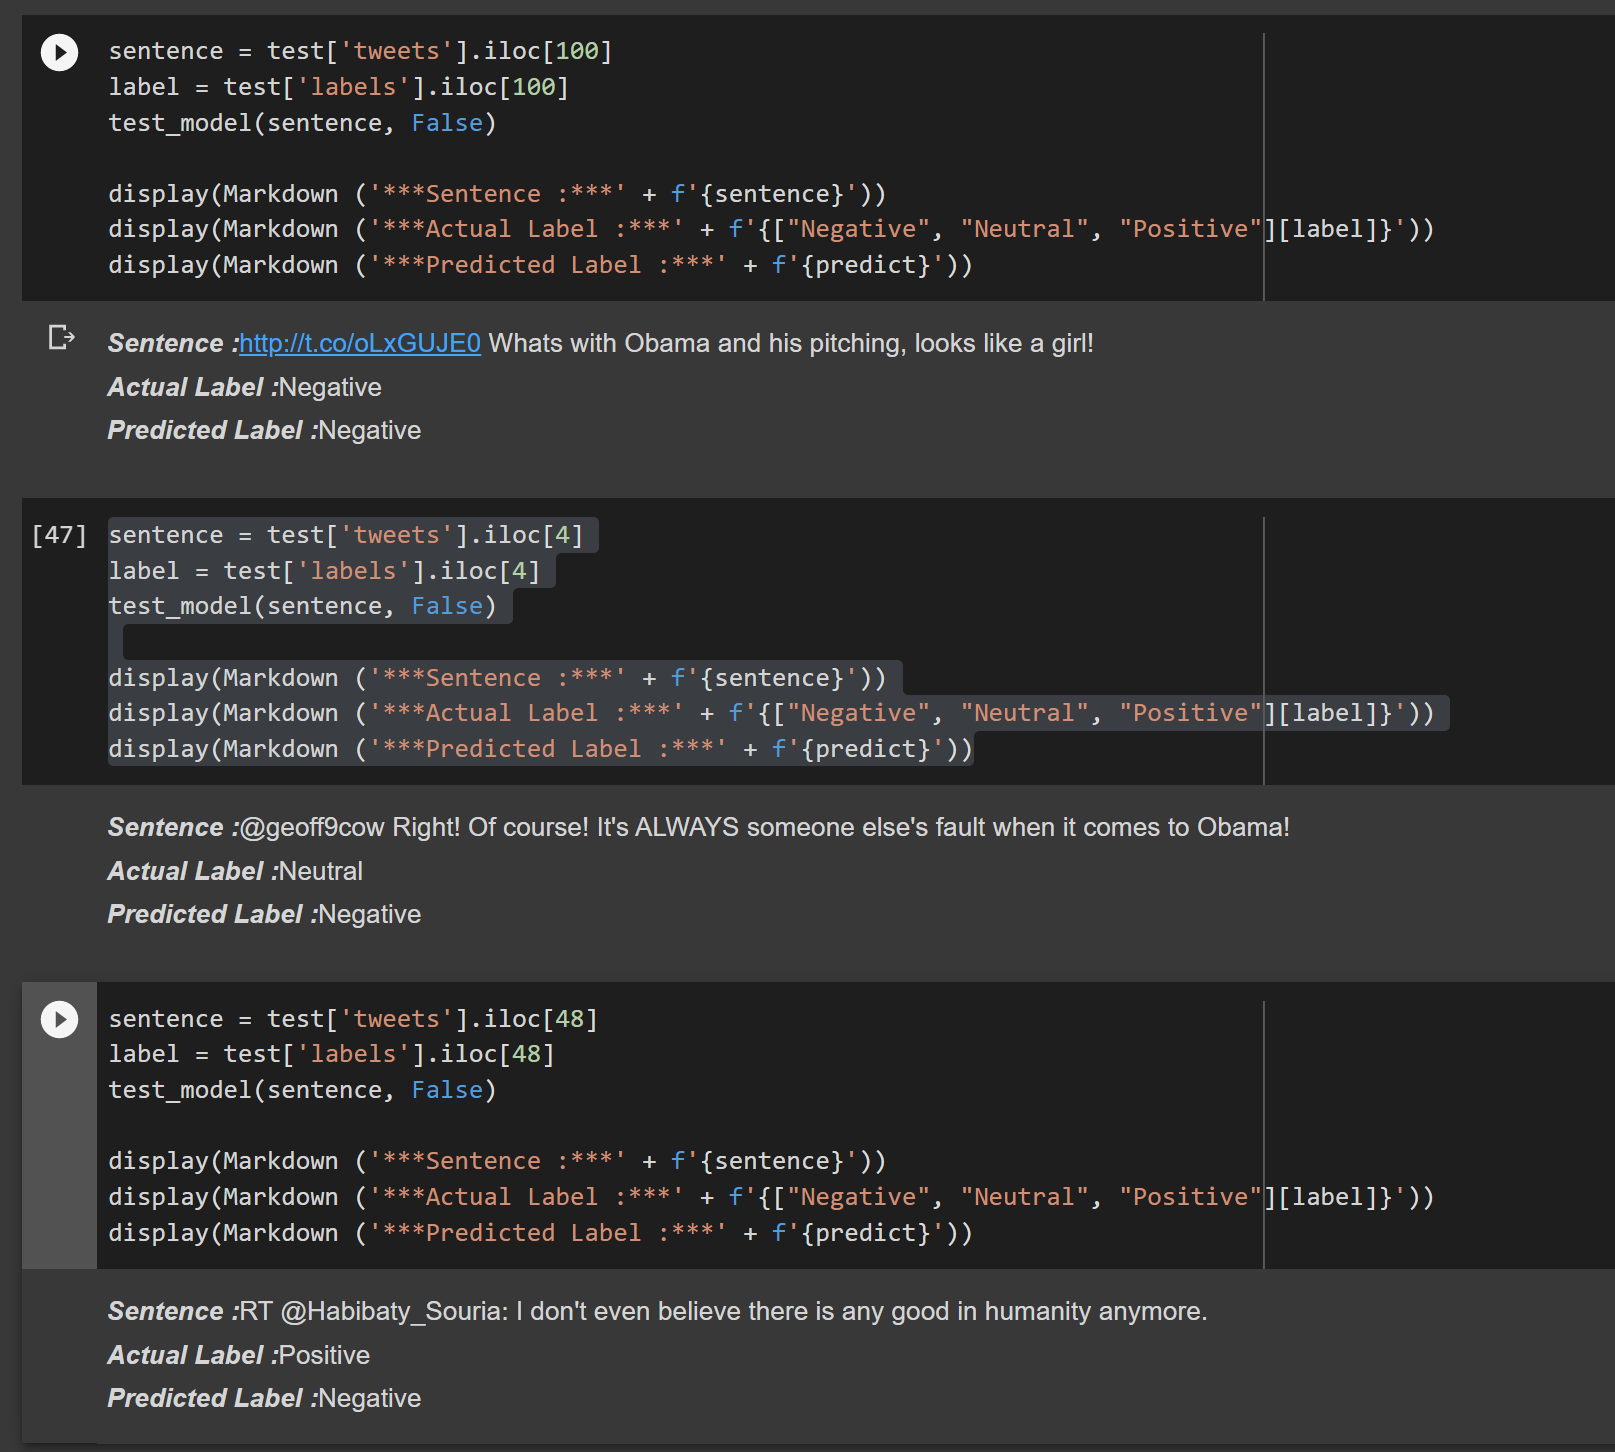 sentence = test['tweets'].iloc[100]
label = test['labels'].iloc[100]
test_model(sentence, False)
display(Markdown ('***Sentence :***' + f'{sentence}'))
display(Markdown ('***Actual Label :***' + f'{["Negative", "Neutral", "Positive"][label]}'))
display(Markdown ('***Predicted Label :***' + f'{predict}'))
Sentence :http://t.co/oLxGUJE0 Whats with Obama and his pitching, looks like a girl!
Actual Label :Negative
Predicted Label :Negative
[47] sentence = test['tweets'].iloc[4]
label = test['labels'].iloc[4]
test_model(sentence, False)
display(Markdown ('***Sentence :***' + f'{sentence}'))
display(Markdown ('***Actual Label :***' + f'{["Negative", "Neutral", "Positive"][label]}'))
display(Markdown ('***Predicted Label :***' + f'{predict}'))
Sentence :@geoff9cow Right! Of course! It's ALWAYS someone else's fault when it comes to Obama!
Actual Label :Neutral
Predicted Label :Negative
sentence = test['tweets'].iloc[48]
label = test['labels'].iloc[48]
test_model(sentence, False)
display(Markdown ('***Sentence :***' + f'{sentence}'))
display(Markdown ('***Actual Label :***' + f'{["Negative", "Neutral", "Positive"][label]}'))
display(Markdown ('***Predicted Label :***' + f'{predict}'))
Sentence :RT @Habibaty_Souria: I don't even believe there is any good in humanity anymore.
Actual Label :Positive
Predicted Label :Negative